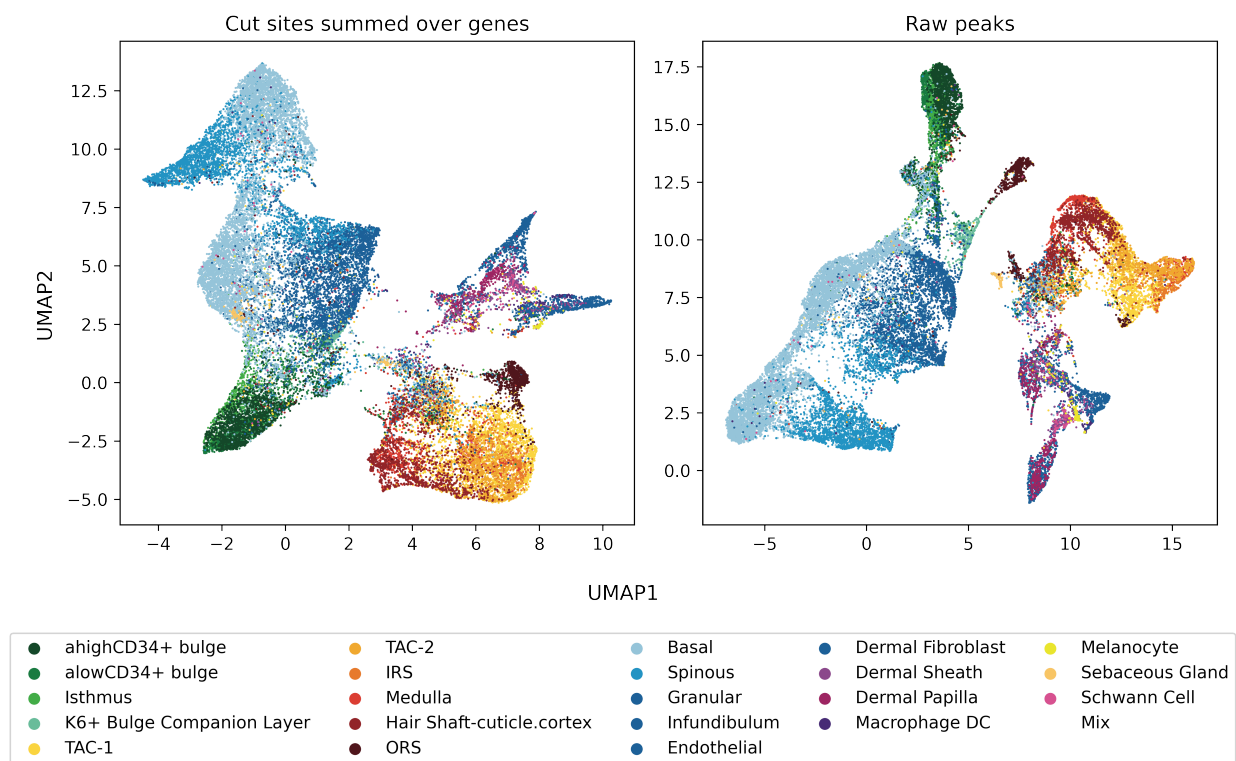 Cut sites summed over genes
Raw peaks
UMAP2
12.5
10.0
7.5
5.0
2.5
0.0
−2.5
−5.0
−4 −2 0 2 4 6 8 10
17.5
15.0
12.5
10.0
7.5
5.0
2.5
0.0
−5 0 5 10 15
UMAP1
ahighCD34+ bulge
alowCD34+ bulge
Isthmus
K6+ Bulge Companion Layer
TAC-1
TAC-2
IRS
Medulla
Hair Shaft-cuticle.cortex
ORS
Basal
Spinous
Granular
Infundibulum
Endothelial
Dermal Fibroblast
Dermal Sheath
Dermal Papilla
Macrophage DC
Melanocyte
Sebaceous Gland
Schwann Cell
Mix